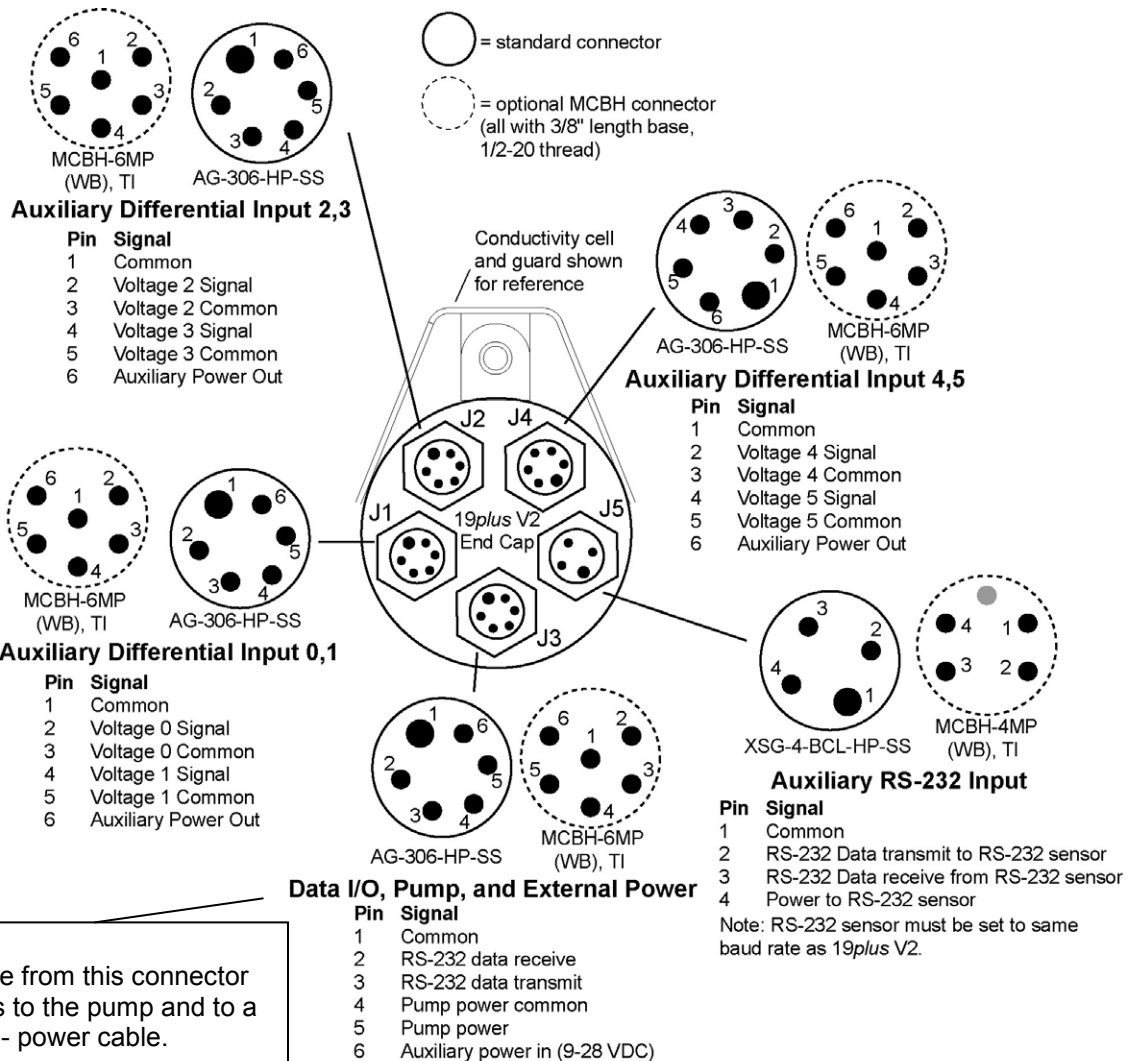 6
2
1
5
3
4
MCBH-6MP
(WB), TI
1
6
2
5
3
4
AG-306-HP-SS
Auxiliary Differential Input 2,3
Pin Signal
1 Common
2 Voltage 2 Signal
3 Voltage 2 Common
4 Voltage 3 Signal
5 Voltage 3 Common
6 Auxiliary Power Out
= standard connector
= optional MCBH connector
(all with 3/8" length base,
1/2-20 thread)
Conductivity cell
and guard shown
for reference
3
4
2
5
1
6
AG-306-HP-SS
6
2
1
5
3
4
MCBH-6MP
(WB), TI
Auxiliary Differential Input 4,5
Pin Signal
1 Common
2 Voltage 4 Signal
3 Voltage 4 Common
4 Voltage 5 Signal
5 Voltage 5 Common
6 Auxiliary Power Out
J2
J4
J1
19plus V2
End Cap
J5
J3
6
2
1
5
3
4
MCBH-6MP
(WB), TI
1
6
2
5
3
4
AG-306-HP-SS
Auxiliary Differential Input 0,1
Pin Signal
1 Common
2 Voltage 0 Signal
3 Voltage 0 Common
4 Voltage 1 Signal
5 Voltage 1 Common
6 Auxiliary Power Out
3
2
4
1
XSG-4-BCL-HP-SS
4
1
3
2
MCBH-4MP
(WB), TI
Auxiliary RS-232 Input
Pin Signal
1 Common
2 RS-232 Data transmit to RS-232 sensor
3 RS-232 Data receive from RS-232 sensor
4 Power to RS-232 sensor
Note: RS-232 sensor must be set to same
baud rate as 19plus V2.
1
6
2
5
3
4
AG-306-HP-SS
6
2
1
5
3
4
MCBH-6MP
(WB), TI
Data I/O, Pump, and External Power
Pin Signal
1 Common
2 RS-232 data receive
3 RS-232 data transmit
4 Pump power common
5 Pump power
6 Auxiliary power in (9-28 VDC)
from this connector
to the pump and to a
- power cable.